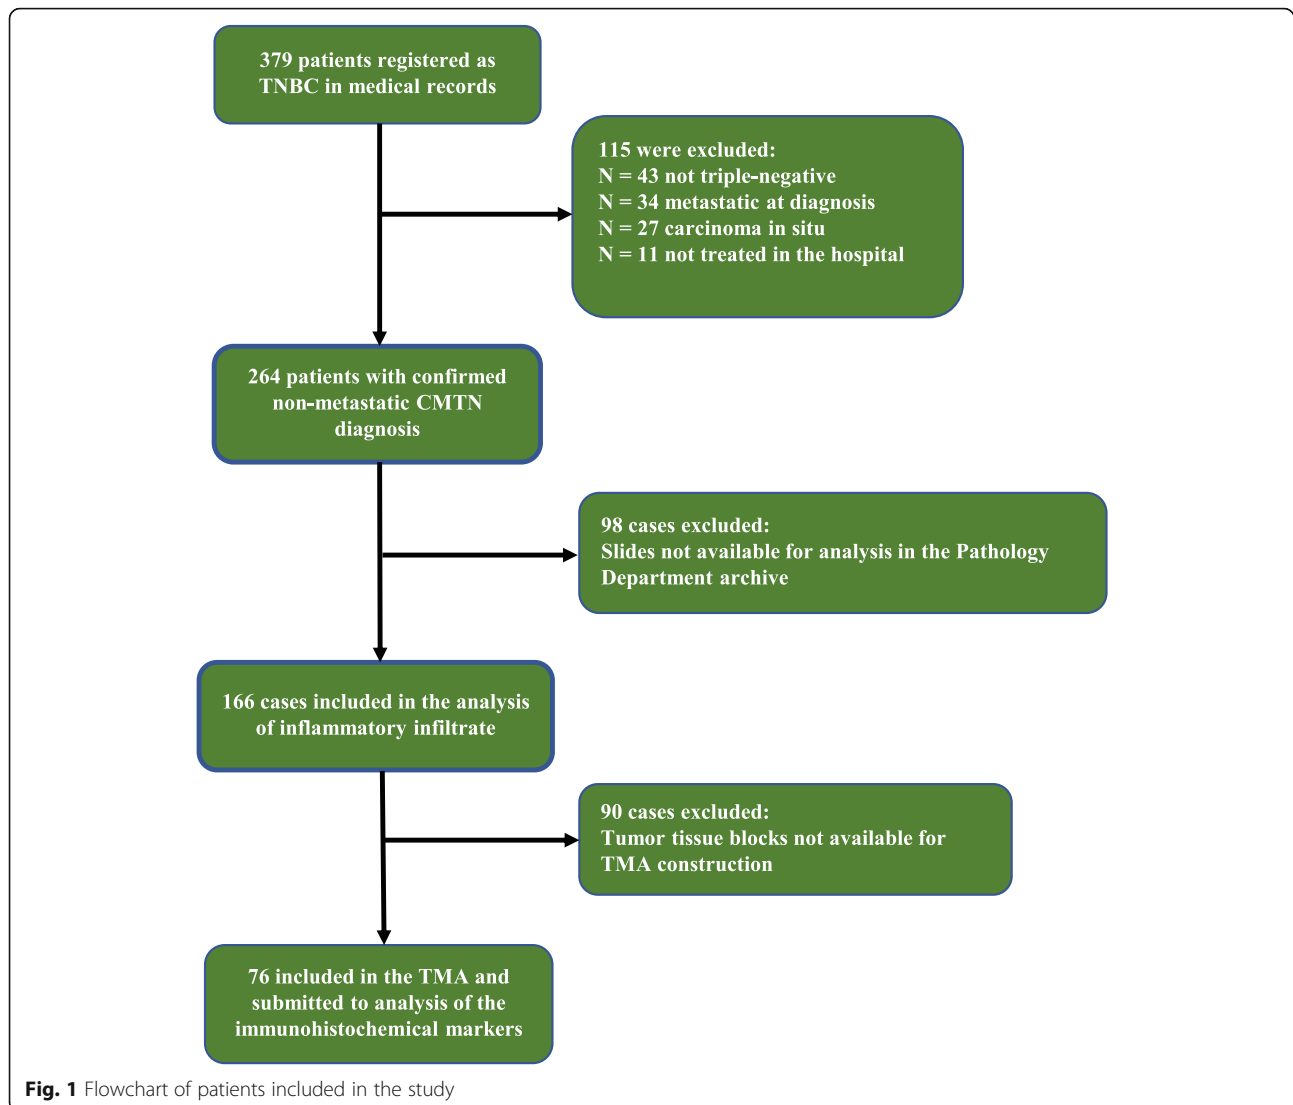 379 patients registered as
TNBC in medical records
115 were excluded:
N = 43 not triple-negative
N = 34 metastatic at diagnosis
N = 27 carcinoma in situ
N = 11 not treated in the hospital
264 patients with confirmed
non-metastatic CMTN
diagnosis
98 cases excluded:
Slides not available for analysis in the Pathology
Department archive
166 cases included in the analysis
of inflammatory infiltrate
90 cases excluded:
Tumor tissue blocks not available for
TMA construction
76 included in the TMA and
submitted to analysis of the
immunohistochemical markers
Fig. 1 Flowchart of patients included in the study